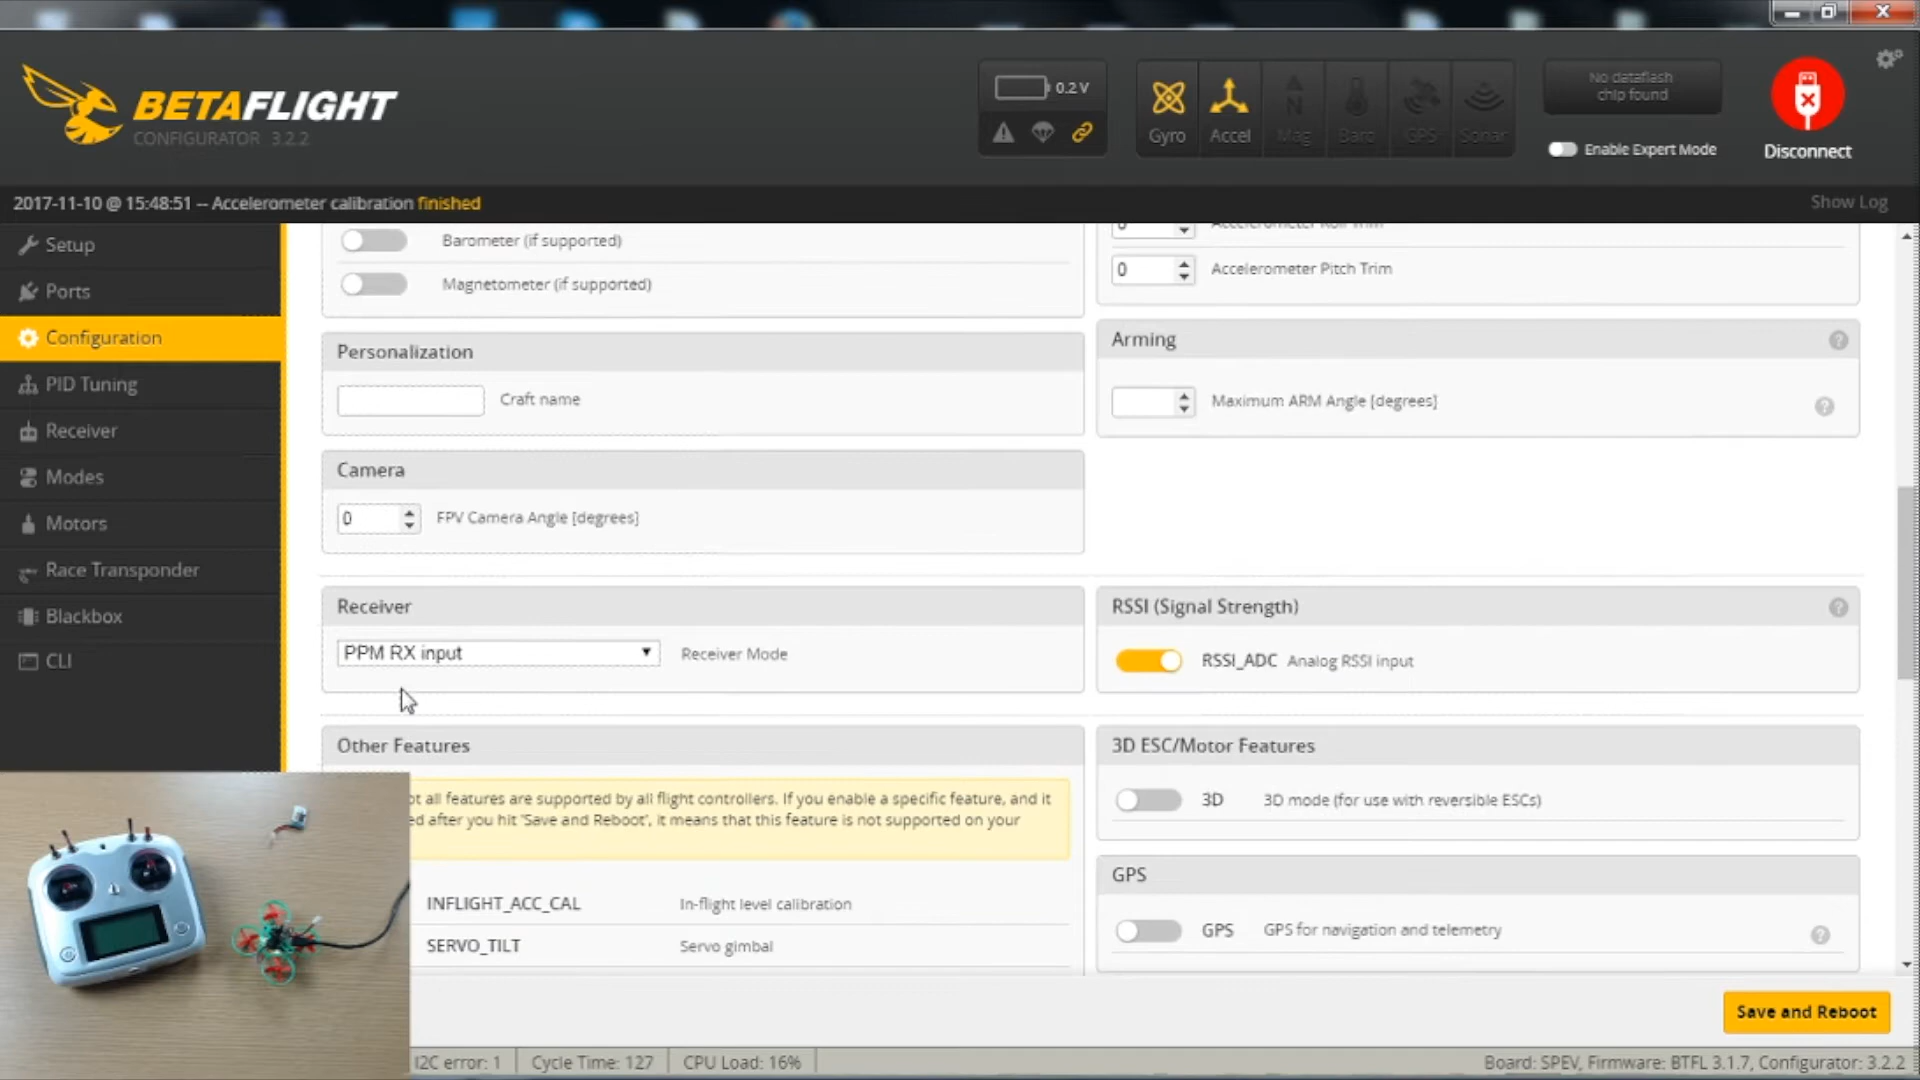 BETAFLIGHT
CONFIGURATOR 3.2.2
0.2 V
Gyro
Accel
Mag
Baro
GPS
Sonar
No dataflash
chip found
Enable Expert Mode
Disconnect
2017-11-10 @ 15:48:51 -- Accelerometer calibration finished
Show Log
Setup
Ports
Configuration
PID Tuning
Receiver
Modes
Motors
Race Transponder
Blackbox
CLI
Barometer (if supported)
Magnetometer (if supported)
0 Accelerometer Roll Trim
0 Accelerometer Pitch Trim
Personalization
Craft name
Arming
Maximum ARM Angle [degrees]
Camera
0 FPV Camera Angle [degrees]
Receiver
PPM RX input Receiver Mode
RSSI (Signal Strength)
RSSI_ADC Analog RSSI input
Other Features
ot all features are supported by all flight controllers. If you enable a specific feature, and it
ed after you hit 'Save and Reboot', it means that this feature is not supported on your
INFLIGHT_ACC_CAL In-flight level calibration
SERVO_TILT Servo gimbal
3D ESC/Motor Features
3D 3D mode (for use with reversible ESCs)
GPS
GPS GPS for navigation and telemetry
Save and Reboot
I2C error: 1
Cycle Time: 127
CPU Load: 16%
Board: SPEV, Firmware: BTFL 3.1.7, Configurator: 3.2.2